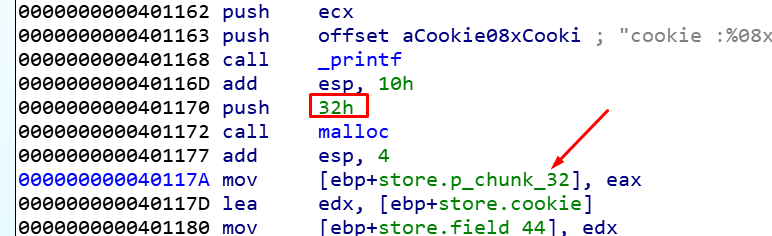 0000000000401162 push ecx
0000000000401163 push offset aCookie08xCooki ; "cookie :%08x
0000000000401168 call _printf
000000000040116D add esp, 10h
0000000000401170 push 32h
0000000000401172 call malloc
0000000000401177 add esp, 4
000000000040117A mov [ebp+store.p_chunk_32], eax
000000000040117D lea edx, [ebp+store.cookie]
0000000000401180 mov [ebp+store.field_44], edx